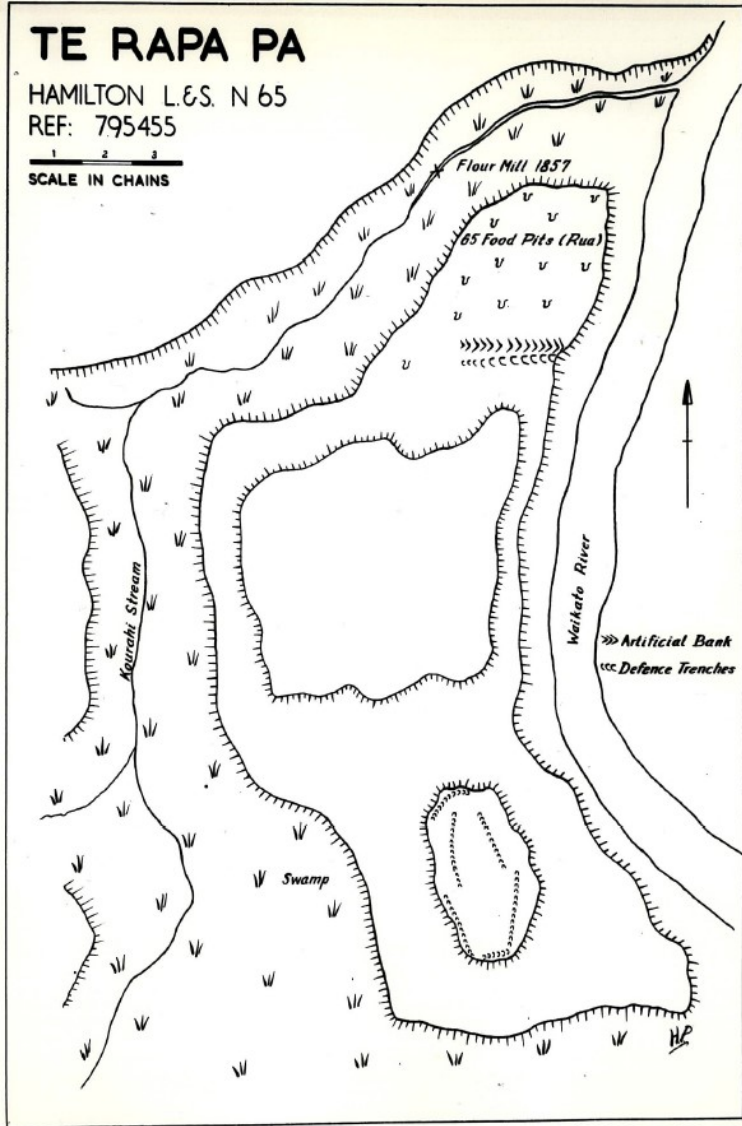 TE RAPA PA
HAMILTON L.&S. N 65
REF: 795455
1 2 3
SCALE IN CHAINS
Flour Mill 1857
65 Food Pits (Rua)
Kourahi Stream
Waikato River
Artificial Bank
Defence Trenches
Swamp
H.P.